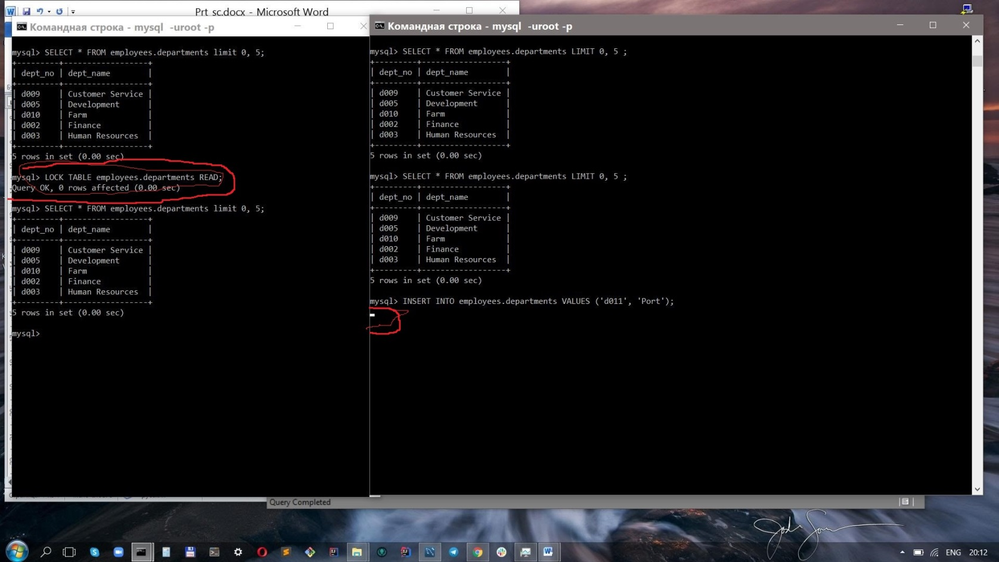 Prt_sc.docx - Microsoft Word
Командная строка - mysql -uroot -p
mysql> SELECT * FROM employees.departments limit 0, 5;
+---------+------------------+
| dept_no | dept_name        |
+---------+------------------+
| d009    | Customer Service |
| d005    | Development      |
| d010    | Farm             |
| d002    | Finance          |
| d003    | Human Resources  |
+---------+------------------+
5 rows in set (0.00 sec)
mysql> LOCK TABLE employees.departments READ;
Query OK, 0 rows affected (0.00 sec)
mysql> SELECT * FROM employees.departments limit 0, 5;
+---------+------------------+
| dept_no | dept_name        |
+---------+------------------+
| d009    | Customer Service |
| d005    | Development      |
| d010    | Farm             |
| d002    | Finance          |
| d003    | Human Resources  |
+---------+------------------+
5 rows in set (0.00 sec)
mysql>
Командная строка - mysql -uroot -p
mysql> SELECT * FROM employees.departments LIMIT 0, 5 ;
+---------+------------------+
| dept_no | dept_name        |
+---------+------------------+
| d009    | Customer Service |
| d005    | Development      |
| d010    | Farm             |
| d002    | Finance          |
| d003    | Human Resources  |
+---------+------------------+
5 rows in set (0.00 sec)
mysql> SELECT * FROM employees.departments LIMIT 0, 5 ;
+---------+------------------+
| dept_no | dept_name        |
+---------+------------------+
| d009    | Customer Service |
| d005    | Development      |
| d010    | Farm             |
| d002    | Finance          |
| d003    | Human Resources  |
+---------+------------------+
5 rows in set (0.00 sec)
mysql> INSERT INTO employees.departments VALUES ('d011', 'Port');
Query Completed
ENG 20:12